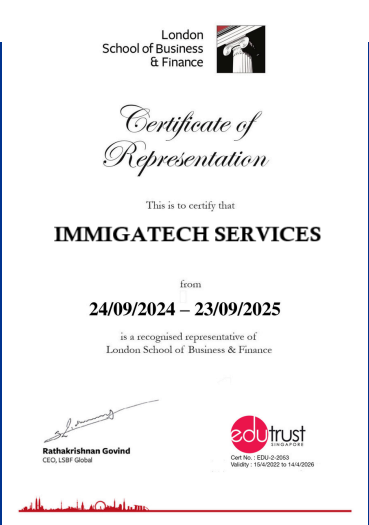 London
School of Business
& Finance
Certificate of
Representation
This is to certify that
IMMIGATECH SERVICES
from
24/09/2024 – 23/09/2025
is a recognised representative of
London School of Business & Finance
Rathakrishnan Govind
CEO, LSBF Global
edutrust
SINGAPORE
Cert No. : EDU-2-2053
Validity : 15/4/2022 to 14/4/2026